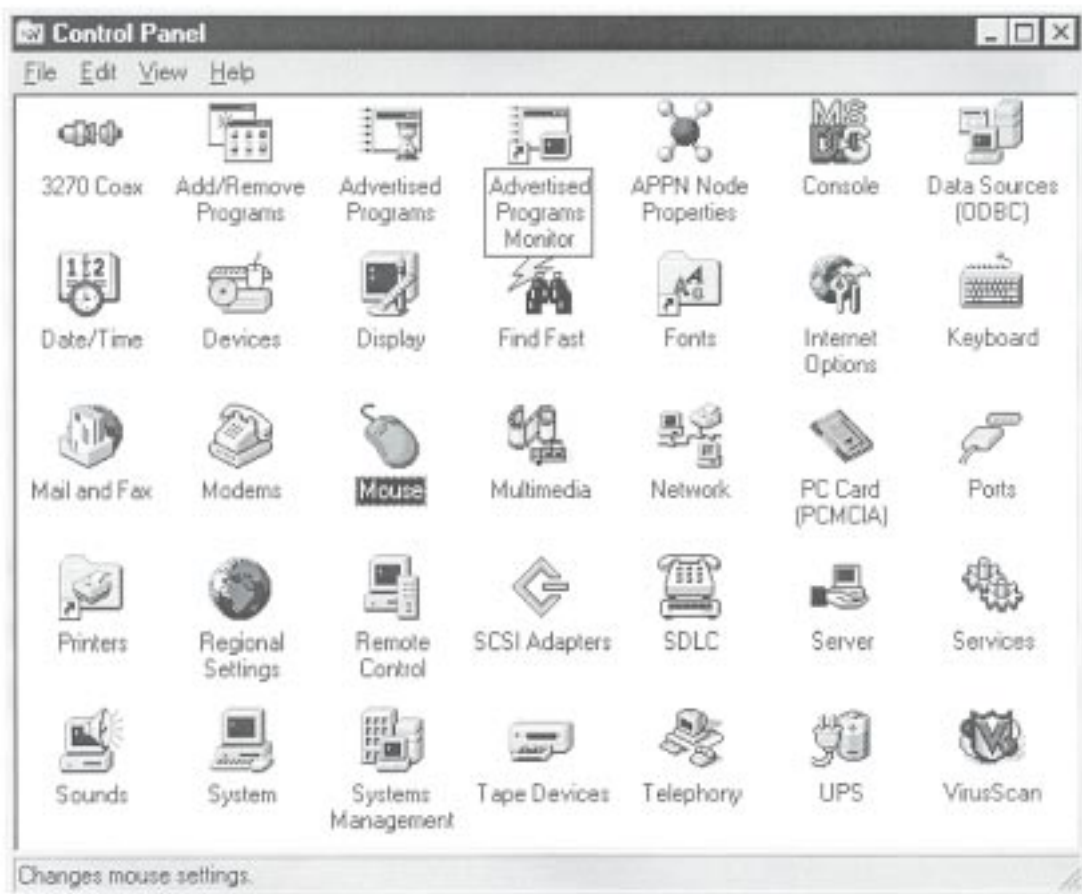 Control Panel
File Edit View Help
MS
DOS
3270 Coax
Add/Remove
Programs
Advertised
Programs
Advertised
Programs
Monitor
APPN Node
Properties
Console
Data Sources
(ODBC)
12
Date/Time
Devices
Display
Find Fast
Fonts
Internet
Options
Keyboard
Mail and Fax
Modems
Mouse
Multimedia
Network
PC Card
(PCMCIA)
Ports
Printers
Regional
Settings
Remote
Control
SCSI Adapters
SDLC
Server
Services
Sounds
System
Systems
Management
Tape Devices
Telephony
UPS
V
VirusScan
Changes mouse settings.